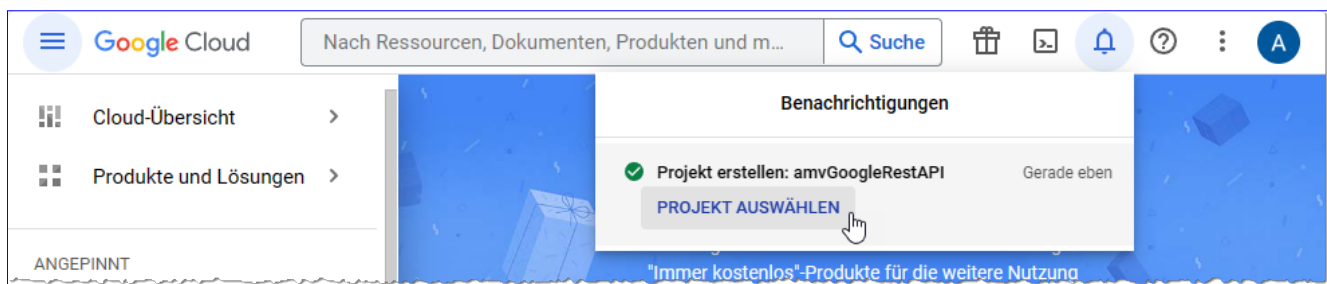 Google Cloud
Nach Ressourcen, Dokumenten, Produkten und m...
Suche
A
Cloud-Übersicht
Produkte und Lösungen
ANGEPINNT
Benachrichtigungen
Projekt erstellen: amvGoogleRestAPI
Gerade eben
PROJEKT AUSWÄHLEN
"Immer kostenlos"-Produkte für die weitere Nutzung